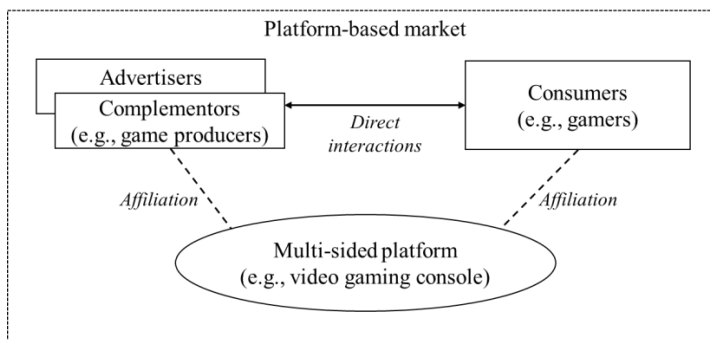 Platform-based market
Advertisers
Complementors
(e.g., game producers)
Direct
interactions
Consumers
(e.g., gamers)
Affiliation
Affiliation
Multi-sided platform
(e.g., video gaming console)